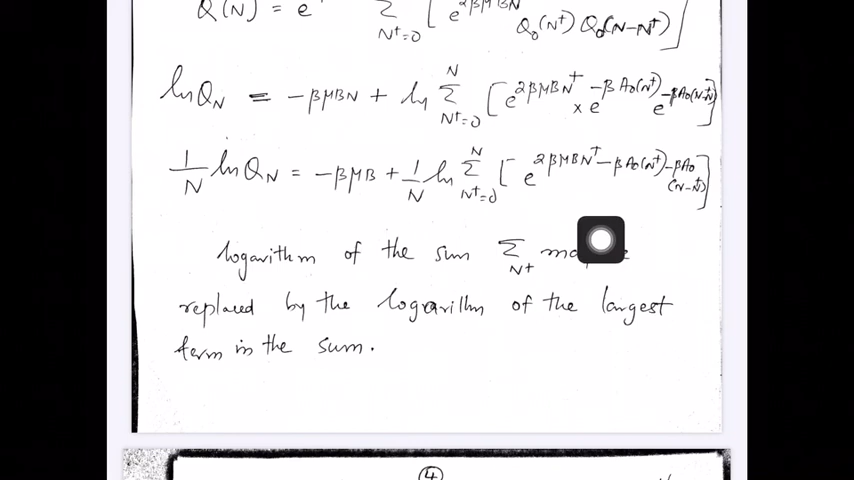 Q(N) = e Σ N⁺=0 [ e^2βμBN Q₀(N⁺) Q₀(N-N⁺) ]
ln Q_N = -βμBN + ln Σ_{N⁺=0}^{N} [ e^{2βμBN⁺} × e^{-βA₀(N⁺)} e^{-βA₀(N-N⁺)} ]
1/N ln Q_N = -βμB + 1/N ln Σ_{N⁺=0}^{N} [ e^{2βμBN⁺ - βA₀(N⁺) - βA₀(N-N⁺)} ]
logarithm of the sum Σ_{N⁺}
replaced by the logarithm of the largest
term in the sum.
④